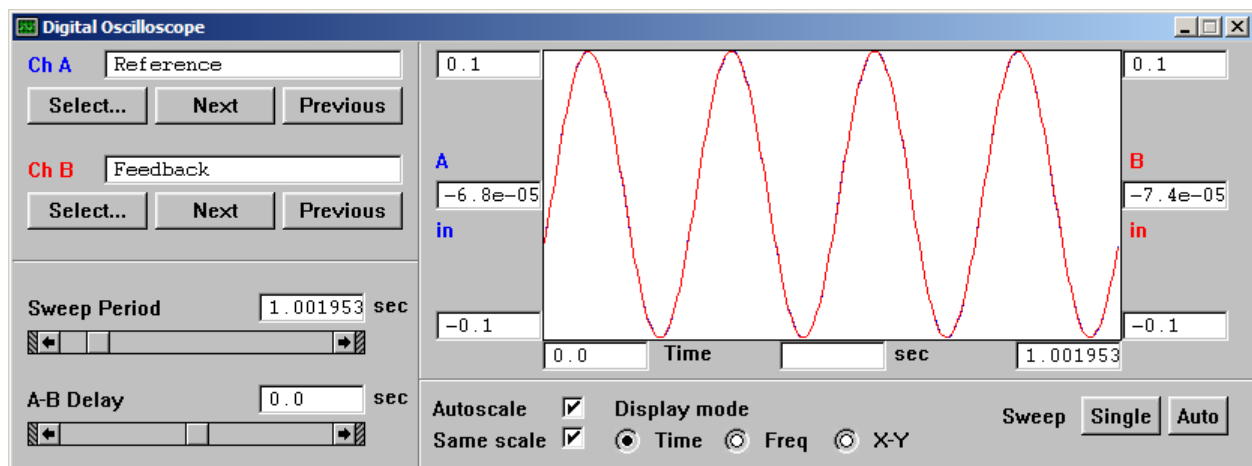 Digital Oscilloscope
Ch A Reference
Select... Next Previous
Ch B Feedback
Select... Next Previous
Sweep Period 1.001953 sec
A-B Delay 0.0 sec
0.1
A
-6.8e-05
in
-0.1
0.1
B
-7.4e-05
in
-0.1
0.0 Time sec 1.001953
Autoscale Display mode
Same scale Time Freq X-Y
Sweep Single Auto